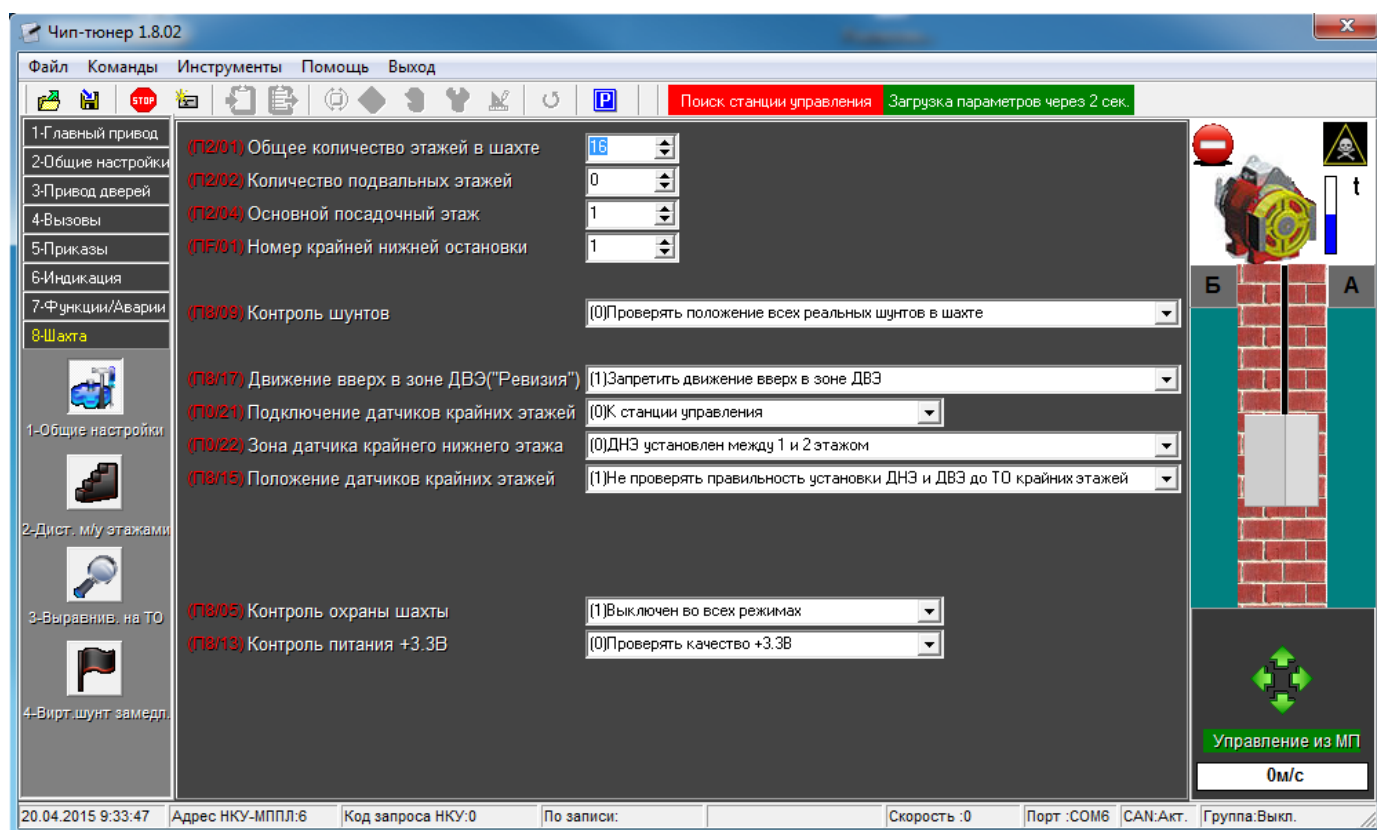 Чип-тюнер 1.8.02
Файл Команды Инструменты Помощь Выход
STOP P Поиск станции управления Загрузка параметров через 2 сек.
1-Главный привод
2-Общие настройки
3-Привод дверей
4-Вызовы
5-Приказы
6-Индикация
7-Функции/Аварии
8-Шахта
1-Общие настройки
2-Дист. м/у этажами
3-Выравнив. на ТО
4-Вирт.шунт замедл.
(П2/01) Общее количество этажей в шахте 16
(П2/02) Количество подвальных этажей 0
(П2/04) Основной посадочный этаж 1
(ПF/01) Номер крайней нижней остановки 1
(П8/09) Контроль шунтов (0)Проверять положение всех реальных шунтов в шахте
(П8/17) Движение вверх в зоне ДВЭ("Ревизия") (1)Запретить движение вверх в зоне ДВЭ
(П0/21) Подключение датчиков крайних этажей (0)К станции управления
(П0/22) Зона датчика крайнего нижнего этажа (0)ДНЭ установлен между 1 и 2 этажом
(П8/15) Положение датчиков крайних этажей (1)Не проверять правильность установки ДНЭ и ДВЭ до ТО крайних этажей
(П8/05) Контроль охраны шахты (1)Выключен во всех режимах
(П8/13) Контроль питания +3.3В (0)Проверять качество +3.3В
t
Б А
Управление из МП
0м/с
20.04.2015 9:33:47 Адрес НКУ-МППЛ:6 Код запроса НКУ:0 По записи: Скорость :0 Порт :COM6 CAN:Акт. Группа:Выкл.